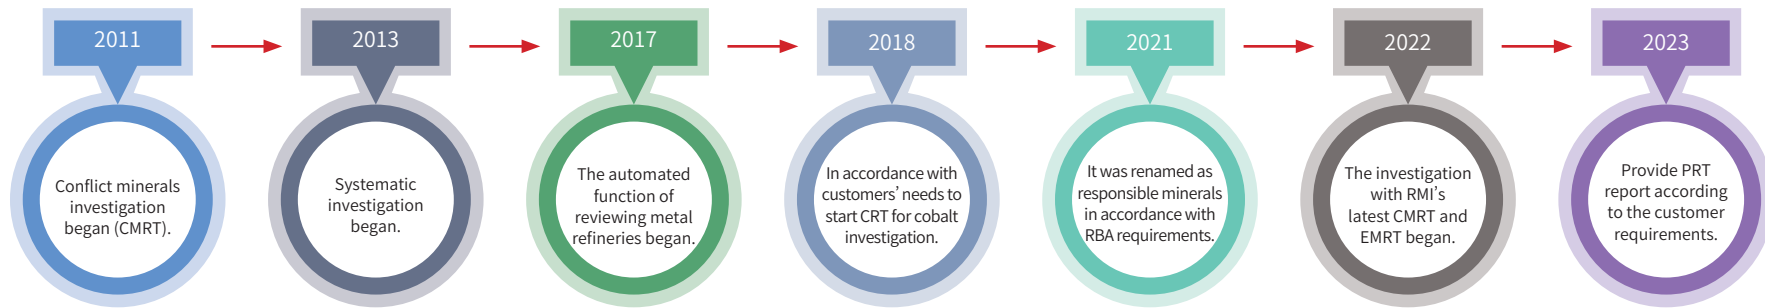 2011
Conflict minerals
investigation
began (CMRT).
2013
Systematic
investigation
began.
2017
The automated
function of
reviewing metal
refineries began.
2018
In accordance with
customers’ needs to
start CRT for cobalt
investigation.
2021
It was renamed as
responsible minerals
in accordance with
RBA requirements.
2022
The investigation
with RMI’s
latest CMRT and
EMRT began.
2023
Provide PRT
report according
to the customer
requirements.